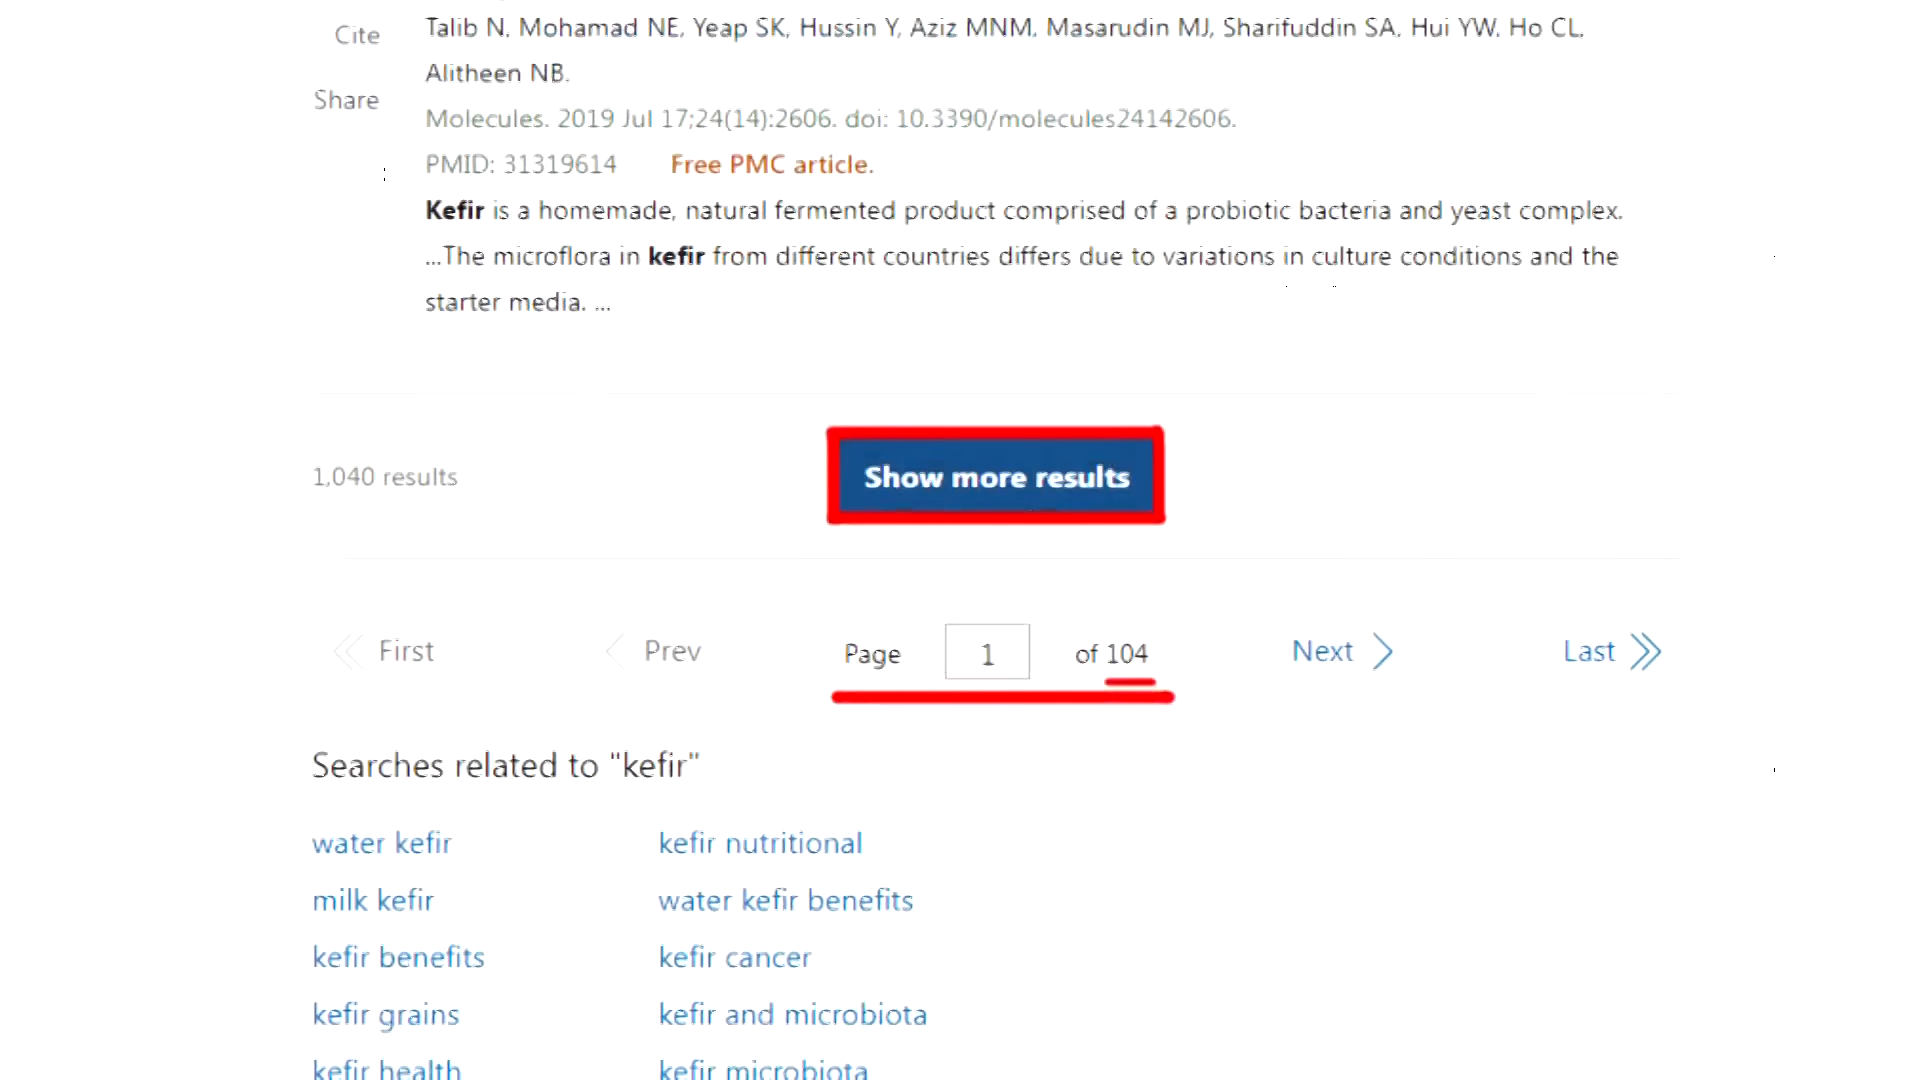 Cite
Talib N, Mohamad NE, Yeap SK, Hussin Y, Aziz MNM, Masarudin MJ, Sharifuddin SA, Hui YW, Ho CL,
Alitheen NB.
Share
Molecules. 2019 Jul 17;24(14):2606. doi: 10.3390/molecules24142606.
PMID: 31319614 Free PMC article.
Kefir is a homemade, natural fermented product comprised of a probiotic bacteria and yeast complex.
...The microflora in kefir from different countries differs due to variations in culture conditions and the
starter media. ...
1,040 results
Show more results
First Prev Page 1 of 104 Next Last
Searches related to "kefir"
water kefir
kefir nutritional
milk kefir
water kefir benefits
kefir benefits
kefir cancer
kefir grains
kefir and microbiota
kefir health
kefir microbiota